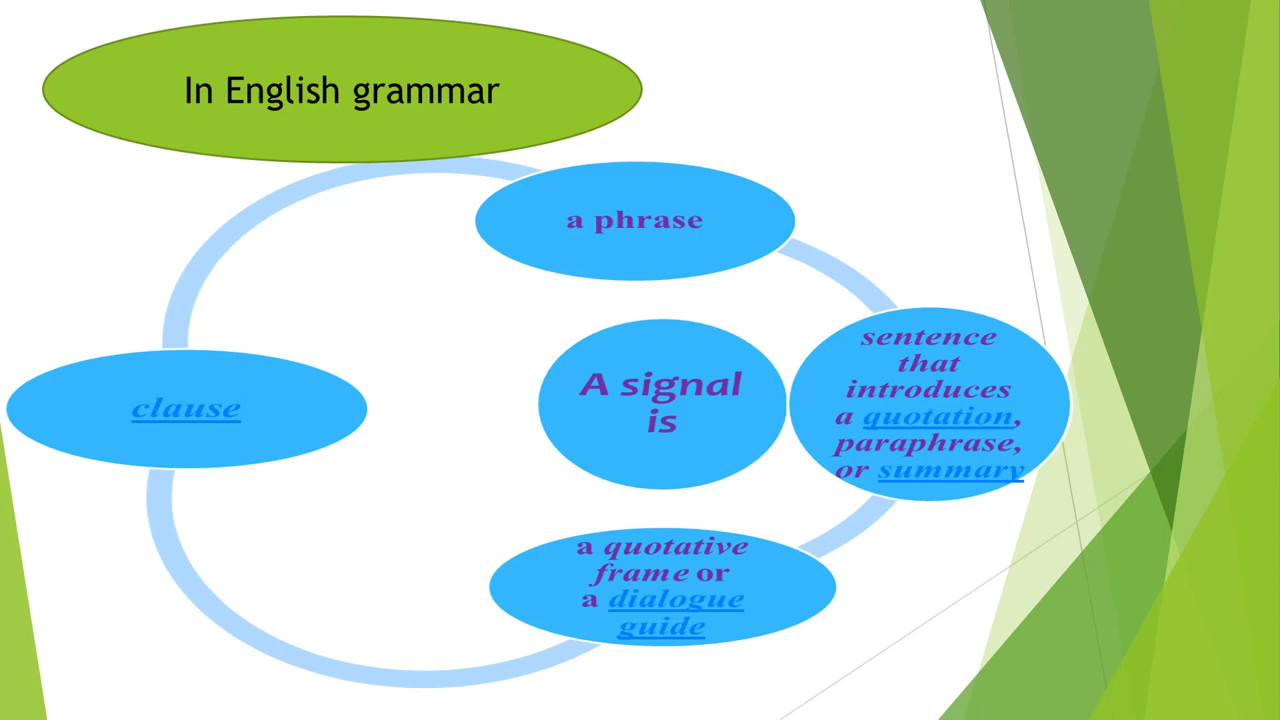 In English grammar
a phrase
sentence
that
introduces
a quotation,
paraphrase,
or summary
A signal
is
clause
a quotative
frame or
a dialogue
guide